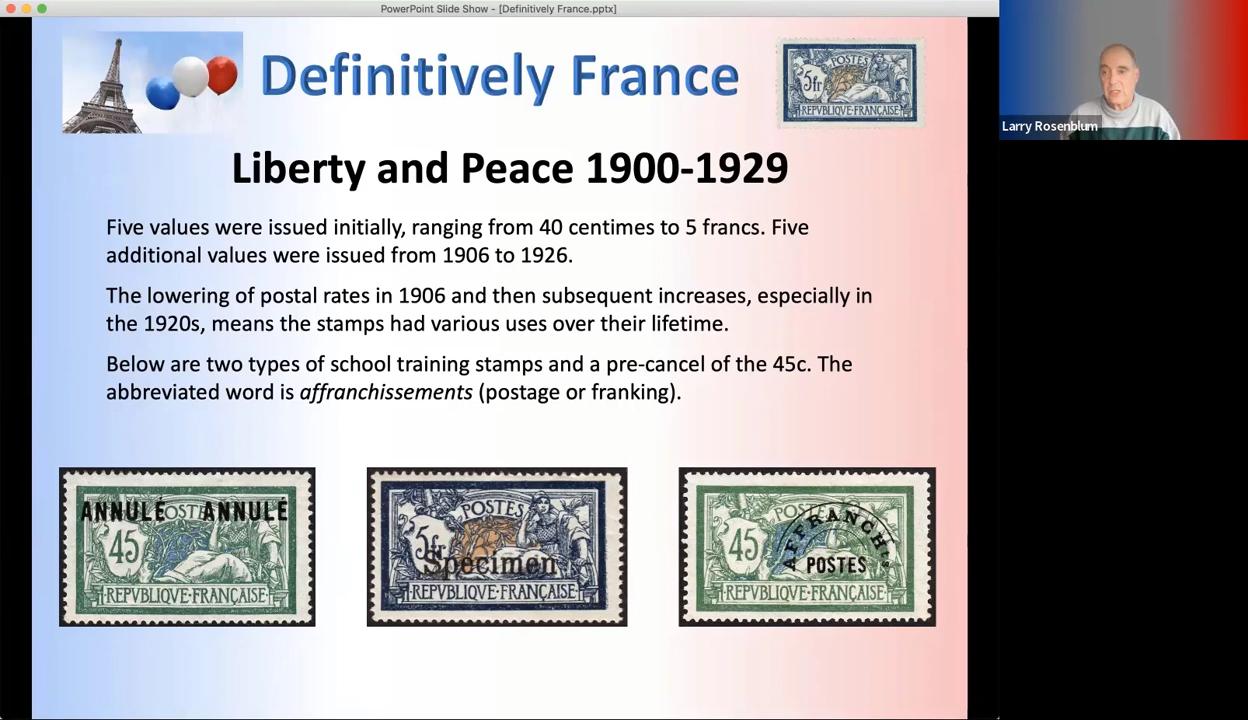 PowerPoint Slide Show - [Definitively France.pptx]
Definitively France
POSTES
5fr
REPVBLIQUE FRANÇAISE
Larry Rosenblum
Liberty and Peace 1900-1929
Five values were issued initially, ranging from 40 centimes to 5 francs. Five
additional values were issued from 1906 to 1926.
The lowering of postal rates in 1906 and then subsequent increases, especially in
the 1920s, means the stamps had various uses over their lifetime.
Below are two types of school training stamps and a pre-cancel of the 45c. The
abbreviated word is affranchissements (postage or franking).
ANNULÉ POSTES ANNULÉ
45
REPVBLIQUE·FRANÇAISE
POSTES
5fr
Specimen
REPVBLIQUE·FRANÇAISE
POSTES
AFFRANCHts
45
POSTES
REPVBLIQUE·FRANÇAISE